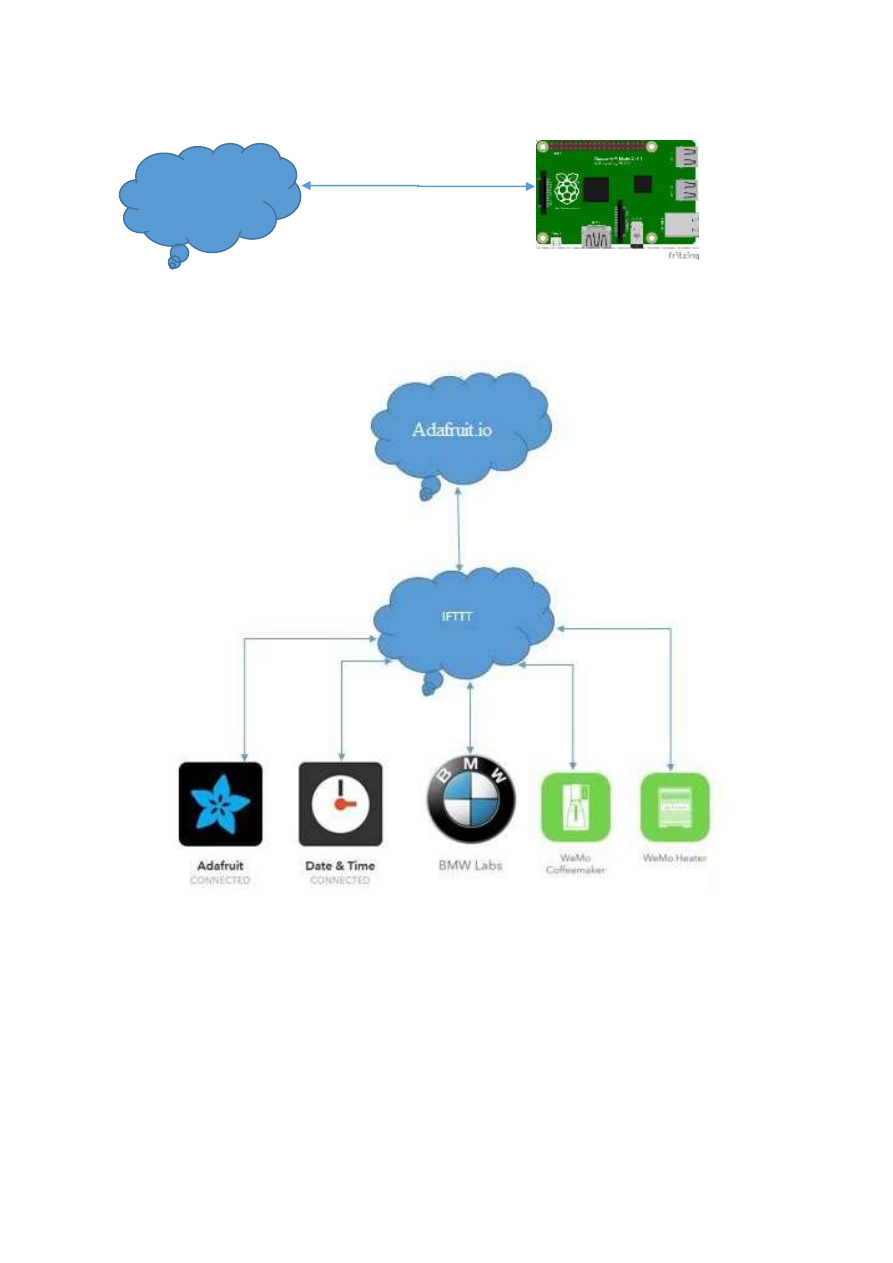 fritzing
Adafruit.io
IFTTT
B M W
Adafruit
CONNECTED
Date & Time
CONNECTED
BMW Labs
WeMo
Coffeemaker
WeMo Heater